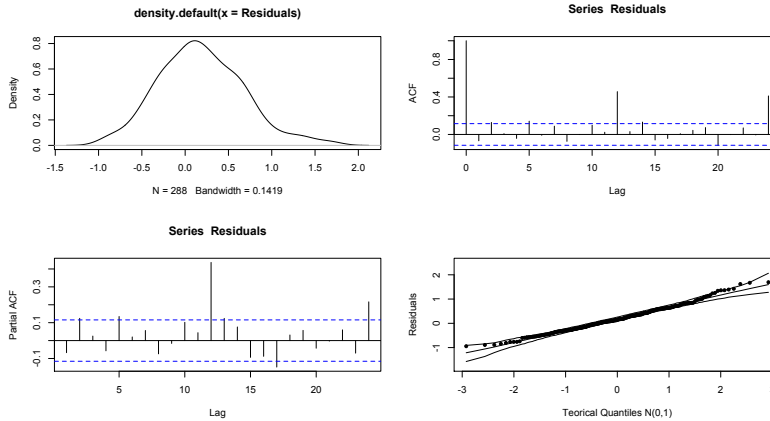 density.default(x = Residuals)
Density
0.0 0.2 0.4 0.6 0.8
-1.5 -1.0 -0.5 0.0 0.5 1.0 1.5 2.0
N = 288 Bandwidth = 0.1419
Series Residuals
ACF
0.0 0.4 0.8
0 5 10 15 20
Lag
Series Residuals
Partial ACF
-0.1 0.1 0.3
5 10 15 20
Lag
Residuals
-1 0 1 2
-3 -2 -1 0 1 2
Teorical Quantiles N(0,1)